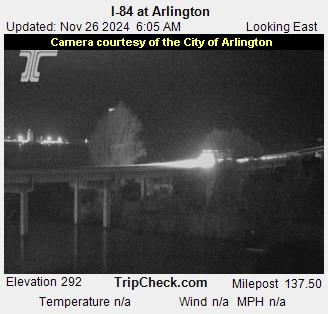 I-84 at Arlington
Updated: Nov 26 2024 6:05 AM Looking East
Camera courtesy of the City of Arlington
Elevation 292 TripCheck.com Milepost 137.50
Temperature n/a Wind n/a MPH n/a